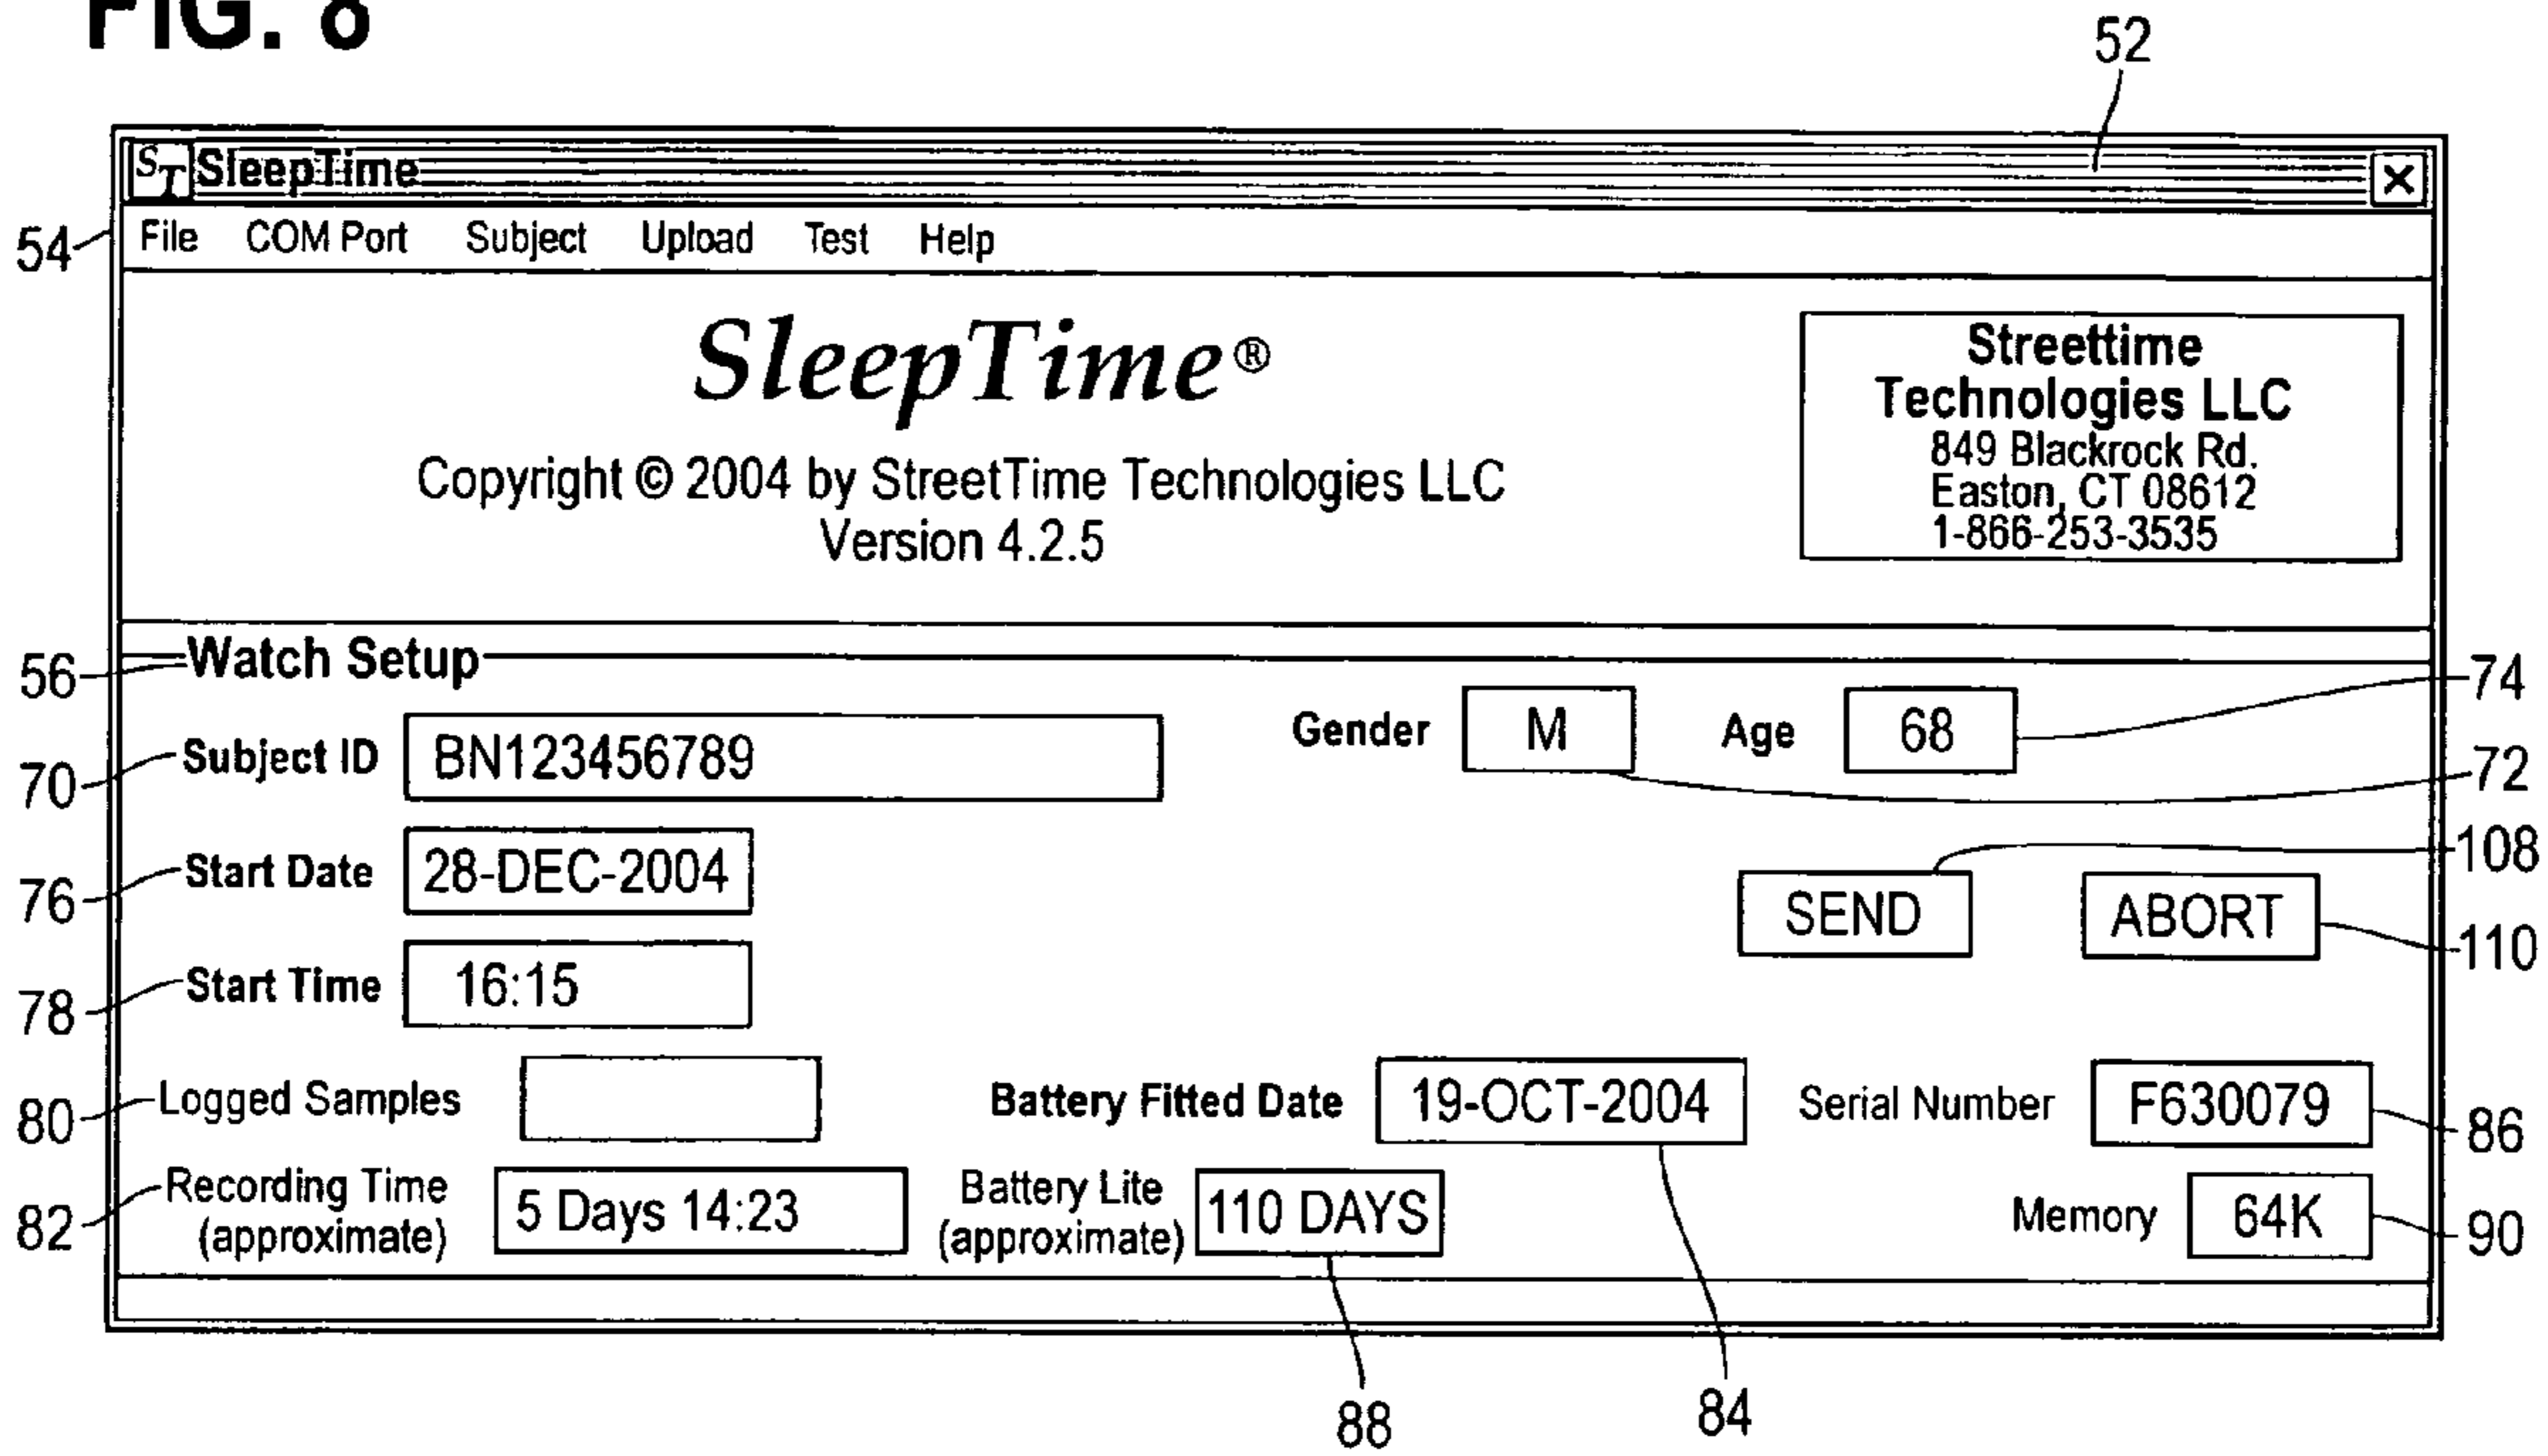 FIG. 8
52
ST SleepTime
54 File COM Port Subject Upload Test Help
SleepTime®
Copyright © 2004 by StreetTime Technologies LLC
Version 4.2.5
Streettime
Technologies LLC
849 Blackrock Rd.
Easton, CT 08612
1-866-253-3535
56 Watch Setup
70 Subject ID BN123456789 Gender M Age 68 74
72
76 Start Date 28-DEC-2004 SEND ABORT 108
110
78 Start Time 16:15
80 Logged Samples Battery Fitted Date 19-OCT-2004 Serial Number F630079 86
82 Recording Time (approximate) 5 Days 14:23 Battery Lite (approximate) 110 DAYS Memory 64K 90
88 84